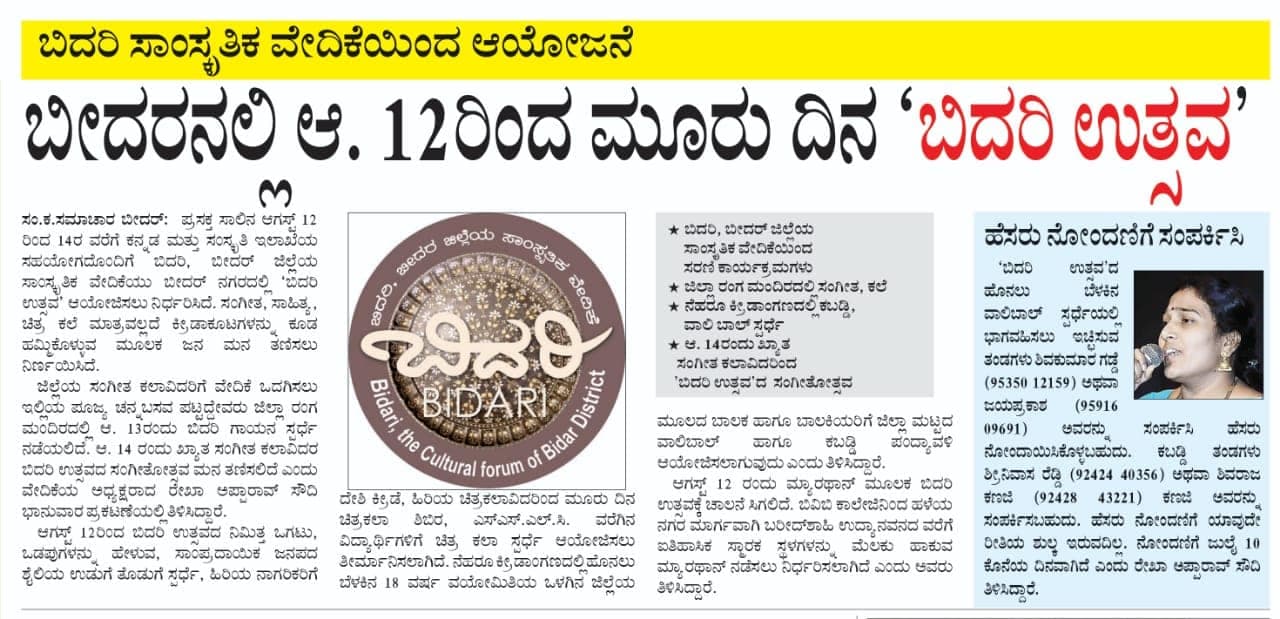 ಬಿದರಿ ಸಾಂಸ್ಕೃತಿಕ ವೇದಿಕೆಯಿಂದ ಆಯೋಜನೆ
ಬೀದರನಲ್ಲಿ ಆ. 12ರಿಂದ ಮೂರು ದಿನ ‘ಬಿದರಿ ಉತ್ಸವ’
ಸಂ.ಕ.ಸಮಾಚಾರ ಬೀದರ್: ಪ್ರಸಕ್ತ ಸಾಲಿನ ಆಗಸ್ಟ್ 12
ರಿಂದ 14ರ ವರೆಗೆ ಕನ್ನಡ ಮತ್ತು ಸಂಸ್ಕೃತಿ ಇಲಾಖೆಯ
ಸಹಯೋಗದೊಂದಿಗೆ ಬಿದರಿ, ಬೀದರ್ ಜಿಲ್ಲೆಯ
ಸಾಂಸ್ಕೃತಿಕ ವೇದಿಕೆಯು ಬೀದರ್ ನಗರದಲ್ಲಿ ‘ಬಿದರಿ
ಉತ್ಸವ’ ಆಯೋಜಿಸಲು ನಿರ್ಧರಿಸಿದೆ. ಸಂಗೀತ, ಸಾಹಿತ್ಯ,
ಚಿತ್ರ ಕಲೆ ಮಾತ್ರವಲ್ಲದೆ ಕ್ರೀಡಾಕೂಟಗಳನ್ನು ಕೂಡ
ಹಮ್ಮಿಕೊಳ್ಳುವ ಮೂಲಕ ಜನ ಮನ ತಣಿಸಲು
ನಿರ್ಣಯಿಸಿದೆ.
ಜಿಲ್ಲೆಯ ಸಂಗೀತ ಕಲಾವಿದರಿಗೆ ವೇದಿಕೆ ಒದಗಿಸಲು
ಇಲ್ಲಿಯ ಪೂಜ್ಯ ಚನ್ನಬಸವ ಪಟ್ಟದ್ದೇವರು ಜಿಲ್ಲಾ ರಂಗ
ಮಂದಿರದಲ್ಲಿ ಆ. 13ರಂದು ಬಿದರಿ ಗಾಯನ ಸ್ಪರ್ಧೆ
ನಡೆಯಲಿದೆ. ಆ. 14 ರಂದು ಖ್ಯಾತ ಸಂಗೀತ ಕಲಾವಿದರ
ಬಿದರಿ ಉತ್ಸವದ ಸಂಗೀತೋತ್ಸವ ಮನ ತಣಿಸಲಿದೆ ಎಂದು
ವೇದಿಕೆಯ ಅಧ್ಯಕ್ಷರಾದ ರೇಖಾ ಅಪ್ಪಾರಾವ್ ಸೌದಿ
ಭಾನುವಾರ ಪ್ರಕಟಣೆಯಲ್ಲಿ ತಿಳಿಸಿದ್ದಾರೆ.
ಆಗಸ್ಟ್ 12ರಿಂದ ಬಿದರಿ ಉತ್ಸವದ ನಿಮಿತ್ತ ಒಗಟು,
ಒಡಪುಗಳನ್ನು ಹೇಳುವ, ಸಾಂಪ್ರದಾಯಿಕ ಜನಪದ
ಶೈಲಿಯ ಉಡುಗೆ ತೊಡುಗೆ ಸ್ಪರ್ಧೆ, ಹಿರಿಯ ನಾಗರಿಕರಿಗೆ
ಬಿದರಿ, ಬೀದರ ಜಿಲ್ಲೆಯ ಸಾಂಸ್ಕೃತಿಕ ವೇದಿಕೆ
ಬಿದರಿ
BIDARI
Bidari, the Cultural forum of Bidar District
ದೇಶಿ ಕ್ರೀಡೆ, ಹಿರಿಯ ಚಿತ್ರಕಲಾವಿದರಿಂದ ಮೂರು ದಿನ
ಚಿತ್ರಕಲಾ ಶಿಬಿರ, ಎಸ್.ಎಸ್.ಎಲ್.ಸಿ. ವರೆಗಿನ
ವಿದ್ಯಾರ್ಥಿಗಳಿಗೆ ಚಿತ್ರ ಕಲಾ ಸ್ಪರ್ಧೆ ಆಯೋಜಿಸಲು
ತೀರ್ಮಾನಿಸಲಾಗಿದೆ. ನೆಹರೂ ಕ್ರೀಡಾಂಗಣದಲ್ಲಿ ಹೊನಲು
ಬೆಳಕಿನ 18 ವರ್ಷ ವಯೋಮಿತಿಯ ಒಳಗಿನ ಜಿಲ್ಲೆಯ
★ ಬಿದರಿ, ಬೀದರ್ ಜಿಲ್ಲೆಯ
ಸಾಂಸ್ಕೃತಿಕ ವೇದಿಕೆಯಿಂದ
ಸರಣಿ ಕಾರ್ಯಕ್ರಮಗಳು
★ ಜಿಲ್ಲಾ ರಂಗ ಮಂದಿರದಲ್ಲಿ ಸಂಗೀತ, ಕಲೆ
★ ನೆಹರೂ ಕ್ರೀಡಾಂಗಣದಲ್ಲಿ ಕಬಡ್ಡಿ,
ವಾಲಿ ಬಾಲ್ ಸ್ಪರ್ಧೆ
★ ಆ. 14ರಂದು ಖ್ಯಾತ
ಸಂಗೀತ ಕಲಾವಿದರಿಂದ
'ಬಿದರಿ ಉತ್ಸವ'ದ ಸಂಗೀತೋತ್ಸವ
ಮೂಲದ ಬಾಲಕ ಹಾಗೂ ಬಾಲಕಿಯರಿಗೆ ಜಿಲ್ಲಾ ಮಟ್ಟದ
ವಾಲಿಬಾಲ್ ಹಾಗೂ ಕಬಡ್ಡಿ ಪಂದ್ಯಾವಳಿ
ಆಯೋಜಿಸಲಾಗುವುದು ಎಂದು ತಿಳಿಸಿದ್ದಾರೆ.
ಆಗಸ್ಟ್ 12 ರಂದು ಮ್ಯಾರಥಾನ್ ಮೂಲಕ ಬಿದರಿ
ಉತ್ಸವಕ್ಕೆ ಚಾಲನೆ ಸಿಗಲಿದೆ. ಬಿವಿಬಿ ಕಾಲೇಜಿನಿಂದ ಹಳೆಯ
ನಗರ ಮಾರ್ಗವಾಗಿ ಬರೀದ್‌ಶಾಹಿ ಉದ್ಯಾನವನದ ವರೆಗೆ
ಐತಿಹಾಸಿಕ ಸ್ಮಾರಕ ಸ್ಥಳಗಳನ್ನು ಮೆಲಕು ಹಾಕುವ
ಮ್ಯಾರಥಾನ್ ನಡೆಸಲು ನಿರ್ಧರಿಸಲಾಗಿದೆ ಎಂದು ಅವರು
ತಿಳಿಸಿದ್ದಾರೆ.
ಹೆಸರು ನೋಂದಣಿಗೆ ಸಂಪರ್ಕಿಸಿ
‘ಬಿದರಿ ಉತ್ಸವ’ದ
ಹೊನಲು ಬೆಳಕಿನ
ವಾಲಿಬಾಲ್ ಸ್ಪರ್ಧೆಯಲ್ಲಿ
ಭಾಗವಹಿಸಲು ಇಚ್ಛಿಸುವ
ತಂಡಗಳು ಶಿವಕುಮಾರ ಗಡ್ಡೆ
(95350 12159) ಅಥವಾ
ಜಯಪ್ರಕಾಶ (95916
09691) ಅವರನ್ನು ಸಂಪರ್ಕಿಸಿ ಹೆಸರು
ನೋಂದಾಯಿಸಿಕೊಳ್ಳಬಹುದು. ಕಬಡ್ಡಿ ತಂಡಗಳು
ಶ್ರೀನಿವಾಸ ರೆಡ್ಡಿ (92424 40356) ಅಥವಾ ಶಿವರಾಜ
ಕಣಜಿ (92428 43221) ಕಣಜಿ ಅವರನ್ನು
ಸಂಪರ್ಕಿಸಬಹುದು. ಹೆಸರು ನೋಂದಣಿಗೆ ಯಾವುದೇ
ರೀತಿಯ ಶುಲ್ಕ ಇರುವದಿಲ್ಲ. ನೋಂದಣಿಗೆ ಜುಲೈ 10
ಕೊನೆಯ ದಿನವಾಗಿದೆ ಎಂದು ರೇಖಾ ಅಪ್ಪಾರಾವ್ ಸೌದಿ
ತಿಳಿಸಿದ್ದಾರೆ.